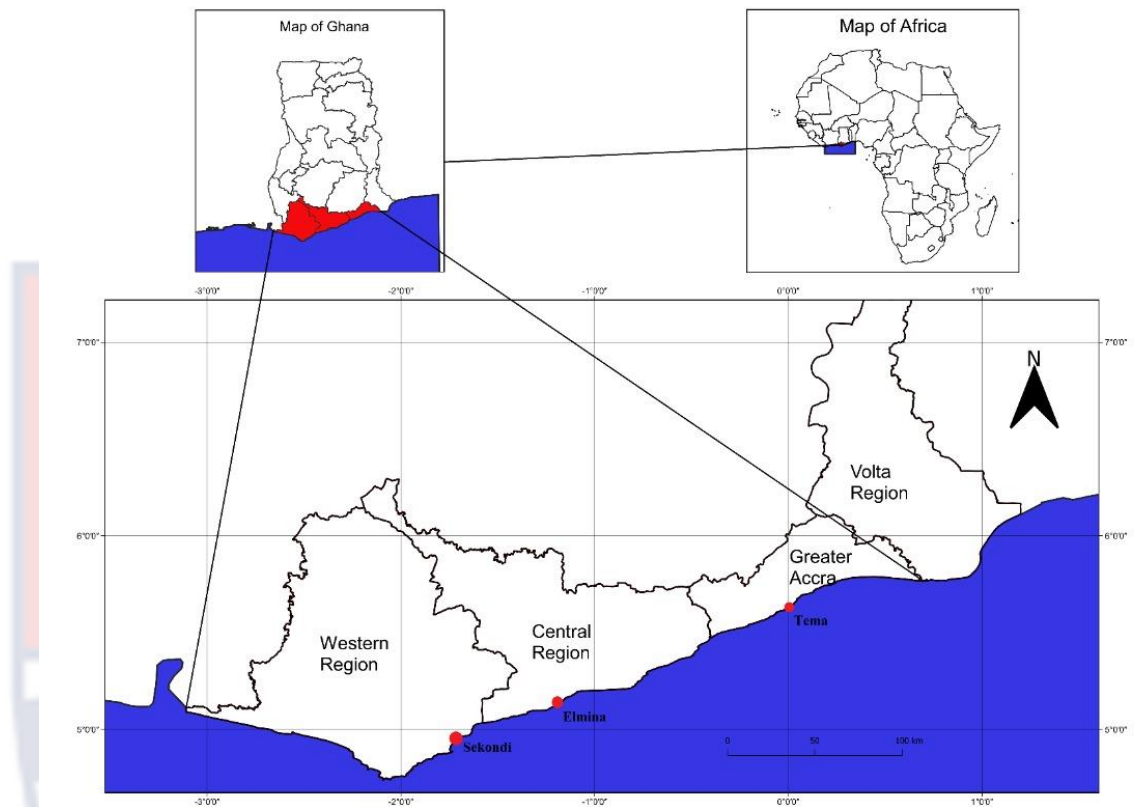 Map of Ghana
Map of Africa
-3°0'0"
-2°0'0"
-1°0'0"
0°0'0"
1°0'0"
7°0'0"
7°0'0"
N
Volta
Region
6°0'0"
6°0'0"
Greater
Accra
Tema
Western
Region
Central
Region
Elmina
5°0'0"
5°0'0"
Sekondi
0
50
100 km
-3°0'0"
-2°0'0"
-1°0'0"
0°0'0"
1°0'0"